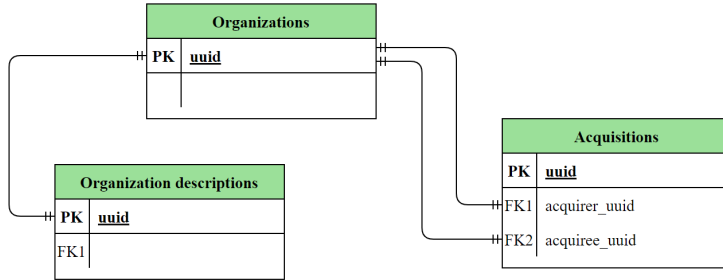 Organizations
PK uuid
Acquisitions
PK uuid
FK1 acquirer_uuid
FK2 acquiree_uuid
Organization descriptions
PK uuid
FK1